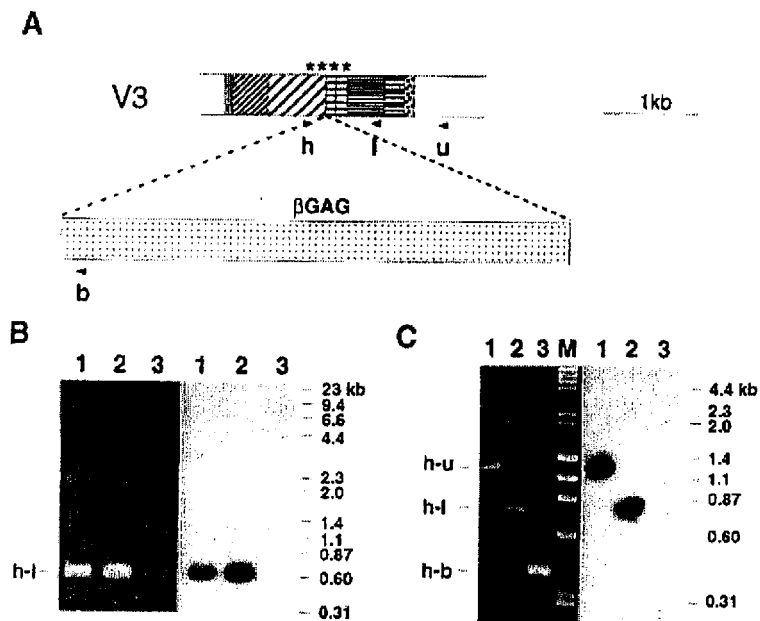 A
****
V3
1kb
h l u
βGAG
b
B
1 2 3 1 2 3
23 kb
9.4
6.6
4.4
2.3
2.0
1.4
1.1
0.87
0.60
0.31
h-l
C
1 2 3 M 1 2 3
4.4 kb
2.3
2.0
1.4
1.1
0.87
0.60
0.31
h-u
h-l
h-b